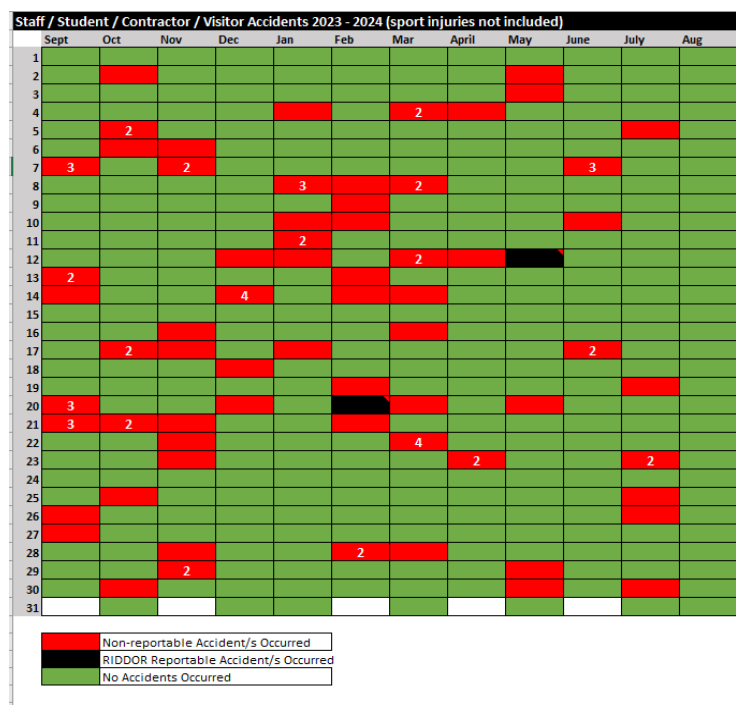 Staff / Student / Contractor / Visitor Accidents 2023 - 2024 (sport injuries not included)
Sept Oct Nov Dec Jan Feb Mar April May June July Aug
1
2
3
4 2
5 2
6
7 3 2 3
8 3 2
9
10
11 2
12 2
13 2
14 4
15
16
17 2 2
18
19
20 3
21 3 2
22 4
23 2 2
24
25
26
27
28 2
29 2
30
31
Non-reportable Accident/s Occurred
RIDDOR Reportable Accident/s Occurred
No Accidents Occurred